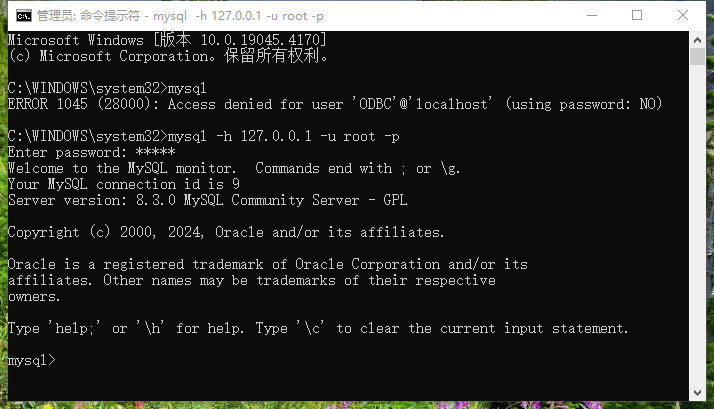 管理员: 命令提示符 - mysql -h 127.0.0.1 -u root -p
Microsoft Windows [版本 10.0.19045.4170]
(c) Microsoft Corporation。保留所有权利。
C:\WINDOWS\system32>mysql
ERROR 1045 (28000): Access denied for user 'ODBC'@'localhost' (using password: NO)
C:\WINDOWS\system32>mysql -h 127.0.0.1 -u root -p
Enter password: *****
Welcome to the MySQL monitor.  Commands end with ; or \g.
Your MySQL connection id is 9
Server version: 8.3.0 MySQL Community Server - GPL
Copyright (c) 2000, 2024, Oracle and/or its affiliates.
Oracle is a registered trademark of Oracle Corporation and/or its
affiliates. Other names may be trademarks of their respective
owners.
Type 'help;' or '\h' for help. Type '\c' to clear the current input statement.
mysql>